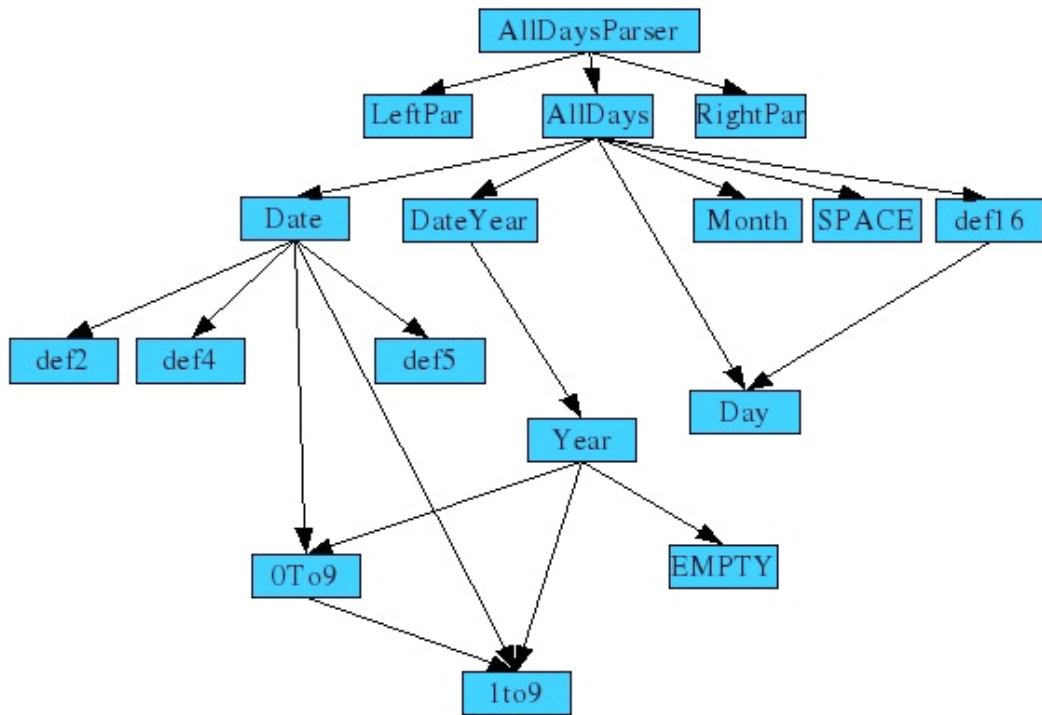 AllDaysParser
LeftPar
AllDays
RightPar
Date
DateYear
Month
SPACE
def16
def2
def4
def5
Day
Year
0To9
EMPTY
1to9